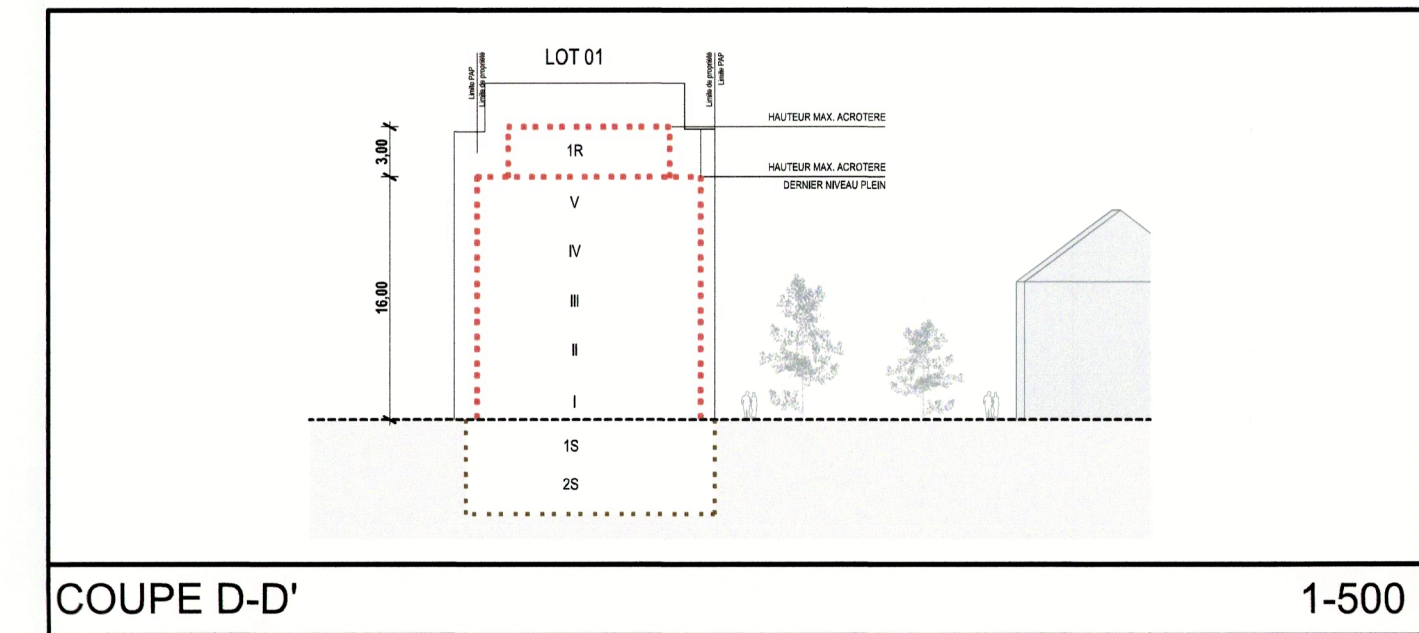 LOT 01
Limite PAP
Limite de propriété
Limite de propriété
Limite PAP
HAUTEUR MAX. ACROTERE
3,00
1R
HAUTEUR MAX. ACROTERE
DERNIER NIVEAU PLEIN
V
IV
16,00
III
II
I
1S
2S
COUPE D-D'
1-500